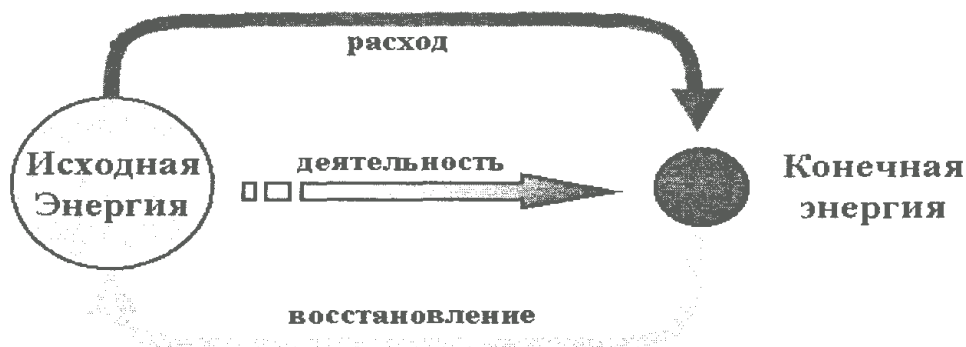 расход
Исходная
Энергия
деятельность
Конечная
энергия
восстановление